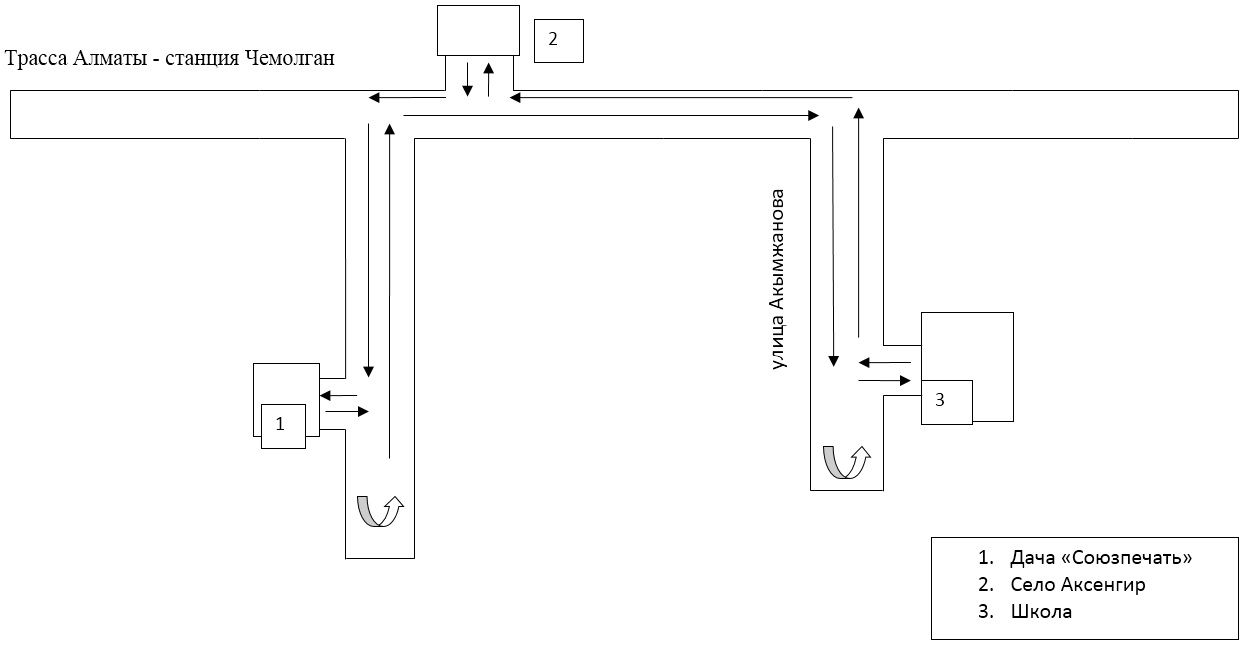 2
Трасса Алматы - станция Чемолган
улица Акымжанова
1
3
1. Дача «Союзпечать»
2. Село Аксенгир
3. Школа